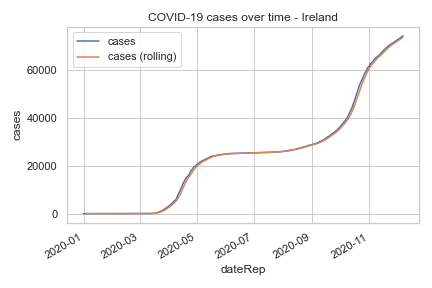 COVID-19 cases over time - Ireland
cases
cases (rolling)
60000
40000
20000
0
cases
2020-01
2020-03
2020-05
2020-07
2020-09
2020-11
dateRep